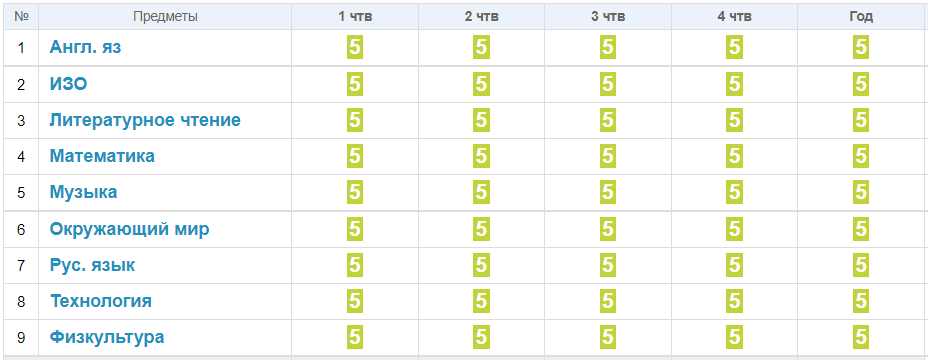 № Предметы 1 чтв 2 чтв 3 чтв 4 чтв Год
1 Англ. яз 5 5 5 5 5
2 ИЗО 5 5 5 5 5
3 Литературное чтение 5 5 5 5 5
4 Математика 5 5 5 5 5
5 Музыка 5 5 5 5 5
6 Окружающий мир 5 5 5 5 5
7 Рус. язык 5 5 5 5 5
8 Технология 5 5 5 5 5
9 Физкультура 5 5 5 5 5